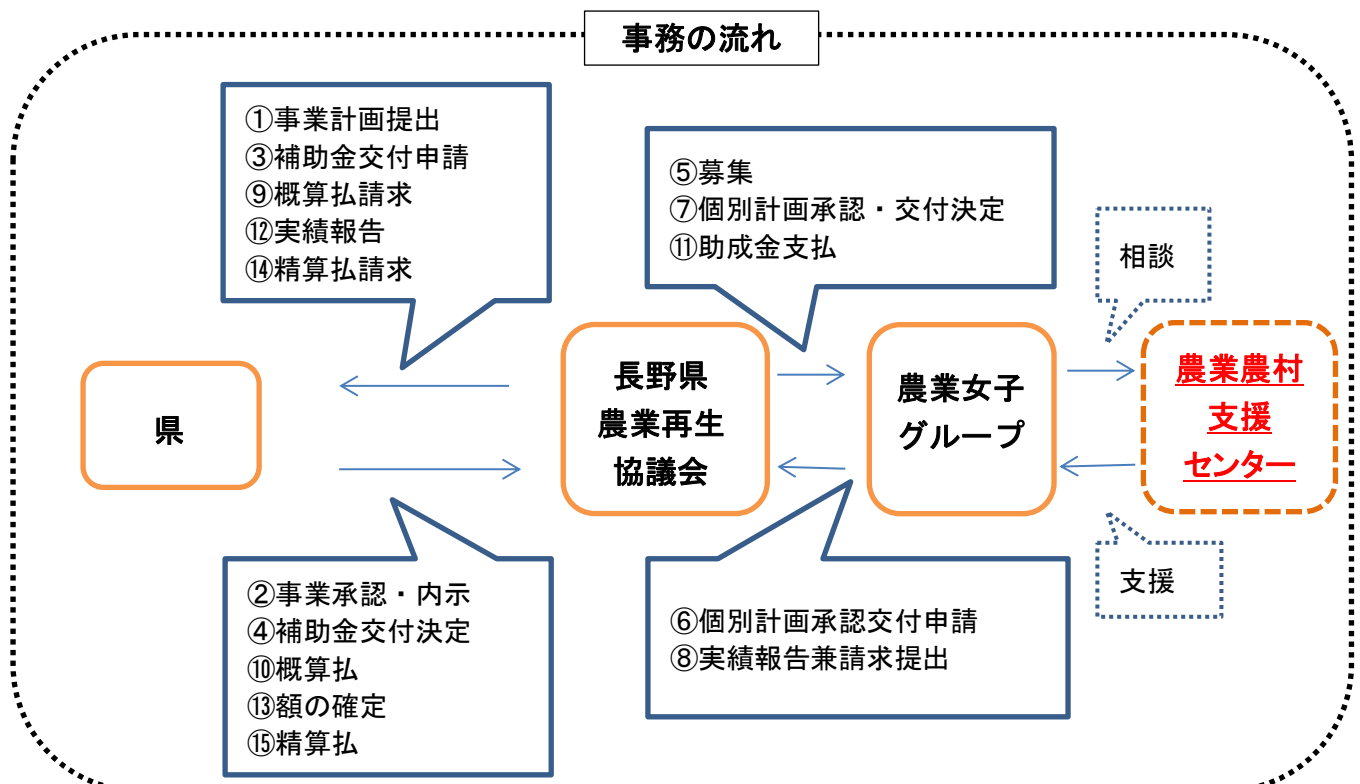 事務の流れ
①事業計画提出
③補助金交付申請
⑨概算払請求
⑫実績報告
⑭精算払請求
⑤募集
⑦個別計画承認・交付決定
⑪助成金支払
相談
県
長野県
農業再生
協議会
農業女子
グループ
農業農村
支援
センター
②事業承認・内示
④補助金交付決定
⑩概算払
⑬額の確定
⑮精算払
⑥個別計画承認交付申請
⑧実績報告兼請求提出
支援